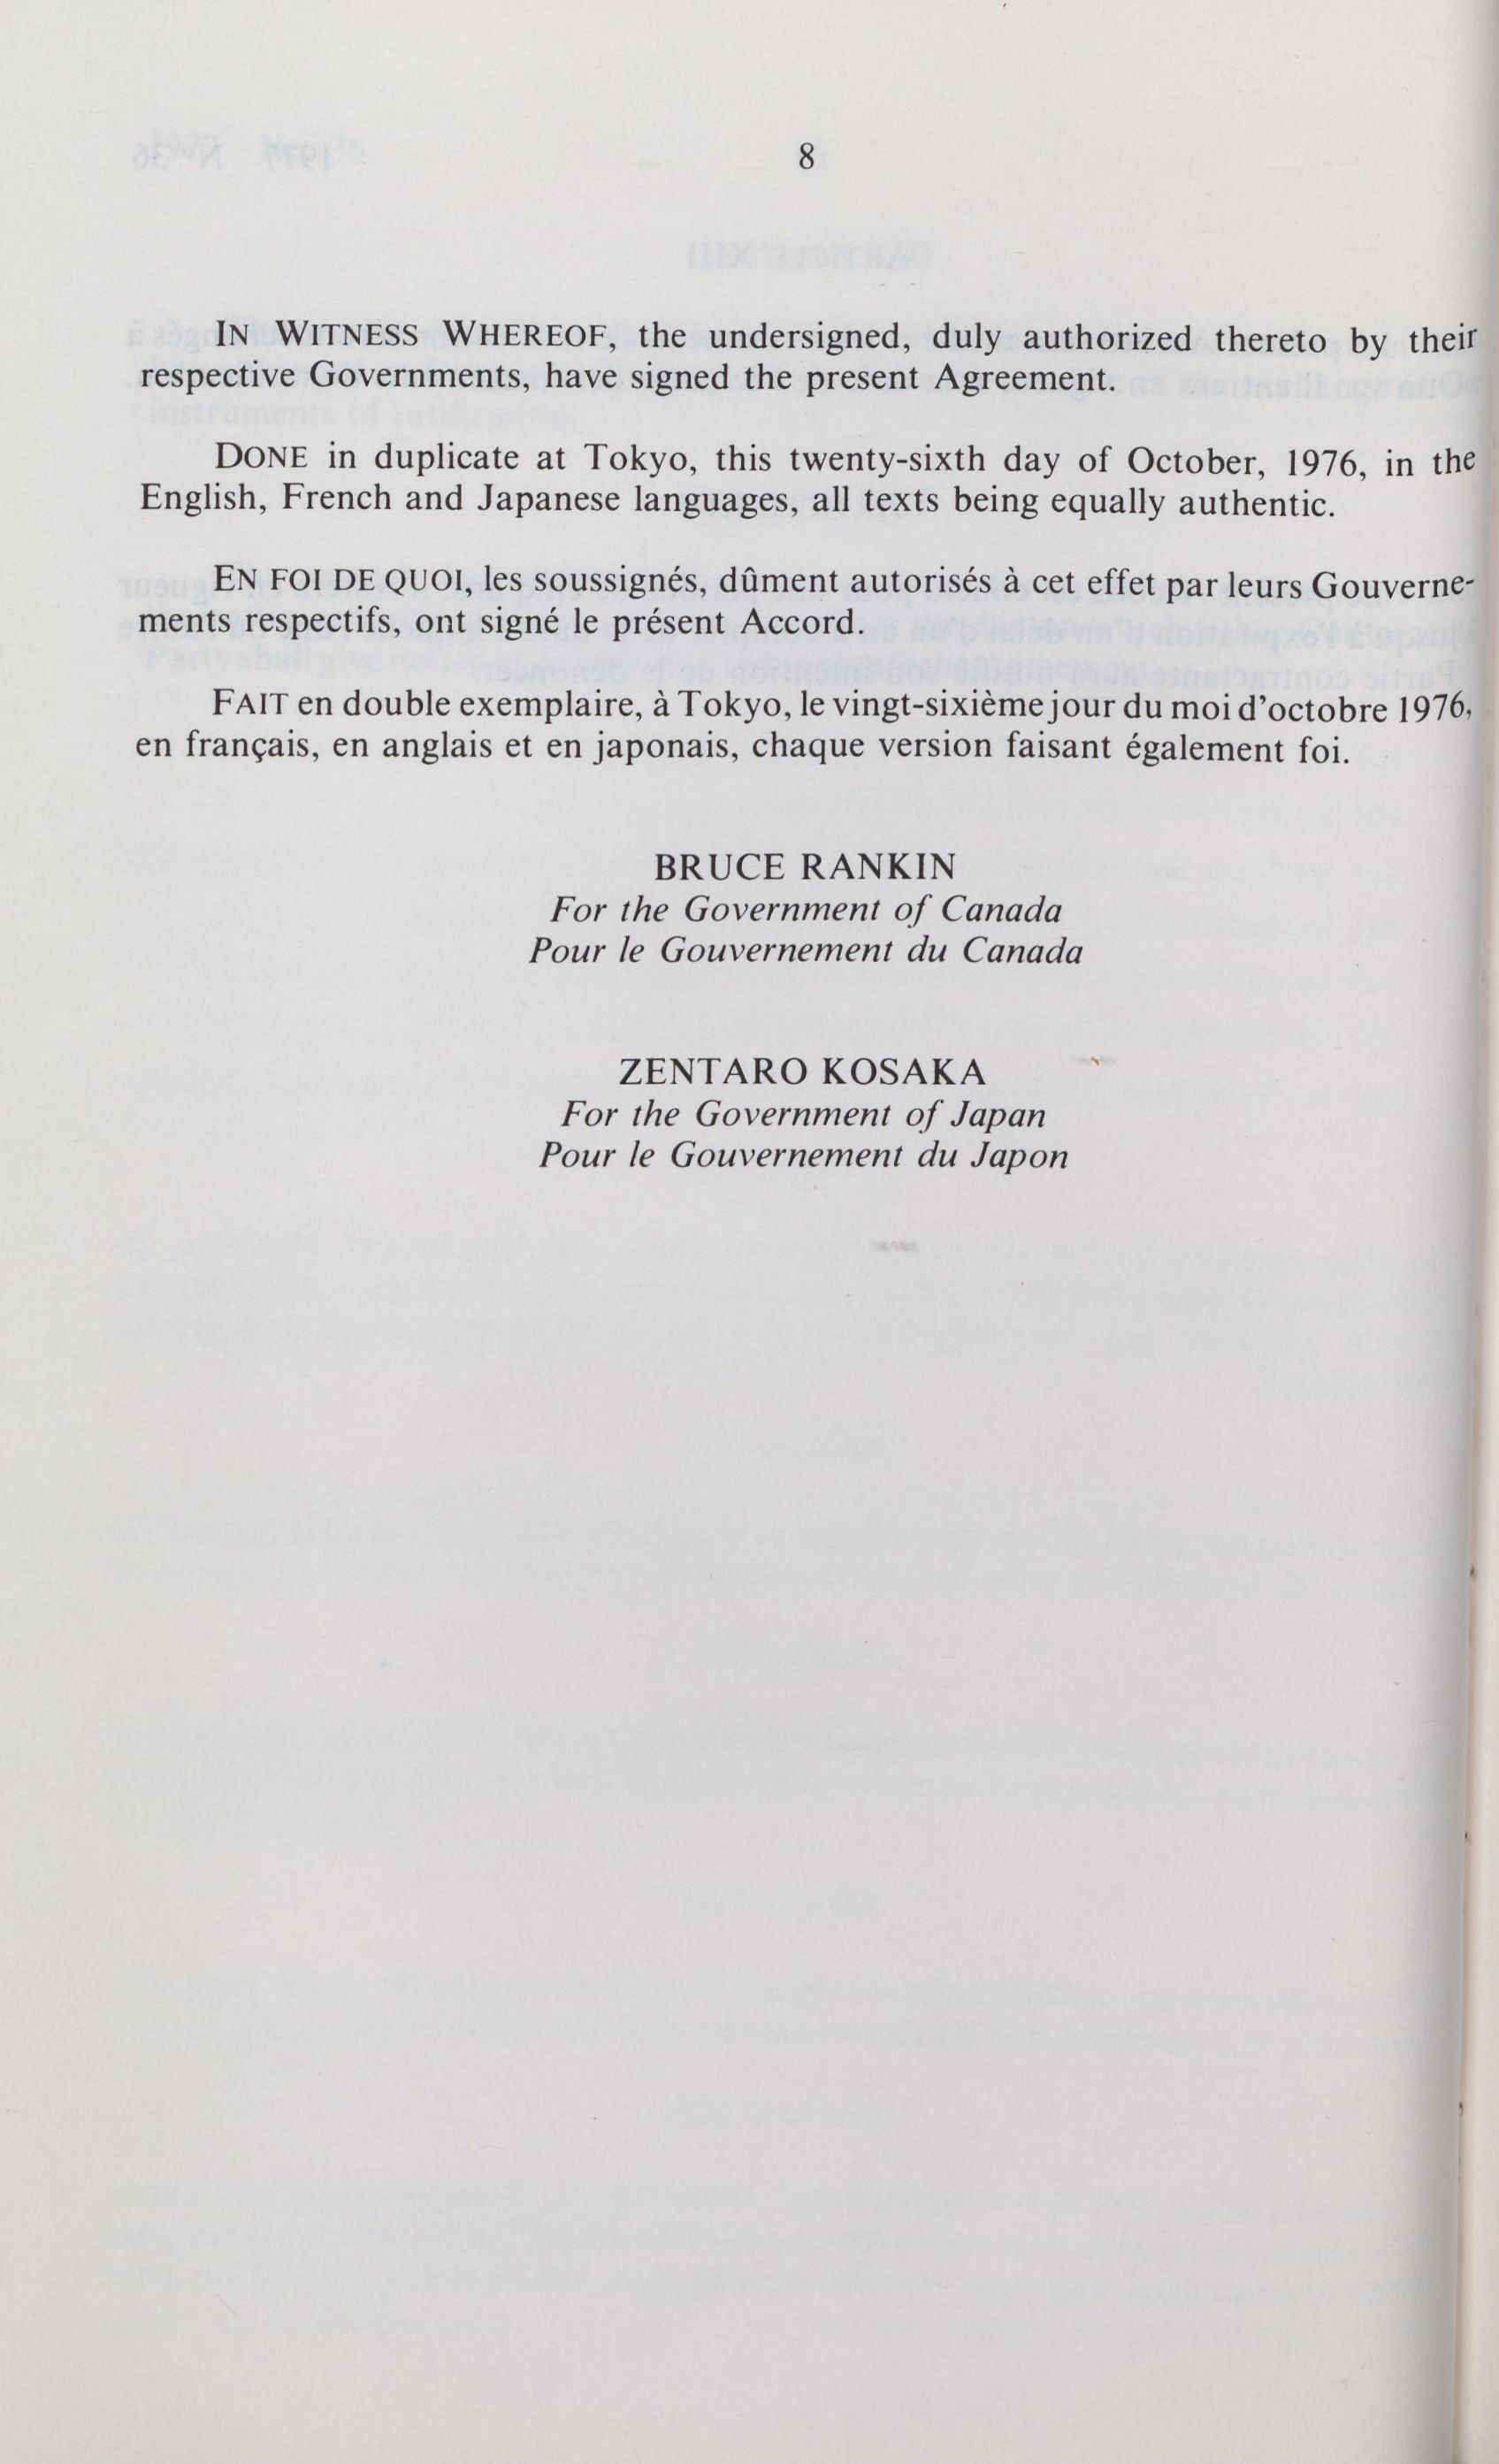 8
IN WITNESS WHEREOF, the undersigned, duly authorized thereto by their
respective Governments, have signed the present Agreement.
DONE in duplicate at Tokyo, this twenty-sixth day of October, 1976, in the
English, French and Japanese languages, all texts being equally authentic.
EN FOI DE QUOI, les soussignés, dûment autorisés à cet effet par leurs Gouverne-
ments respectifs, ont signé le présent Accord.
FAIT en double exemplaire, à Tokyo, le vingt-sixième jour du moi d'octobre 1976,
en français, en anglais et en japonais, chaque version faisant également foi.
BRUCE RANKIN
For the Government of Canada
Pour le Gouvernement du Canada
ZENTARO KOSAKA
For the Government of Japan
Pour le Gouvernement du Japon